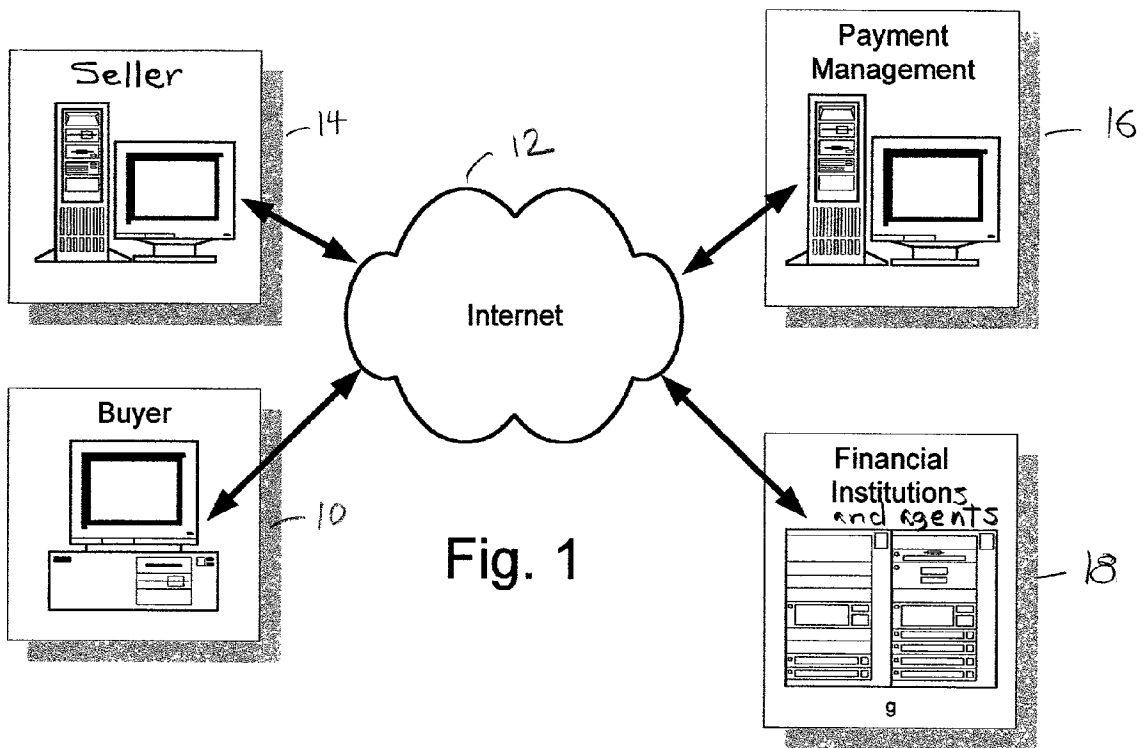 Seller
14
Payment
Management
16
12
Internet
Buyer
10
Financial
Institutions
and agents
18
g
Fig. 1